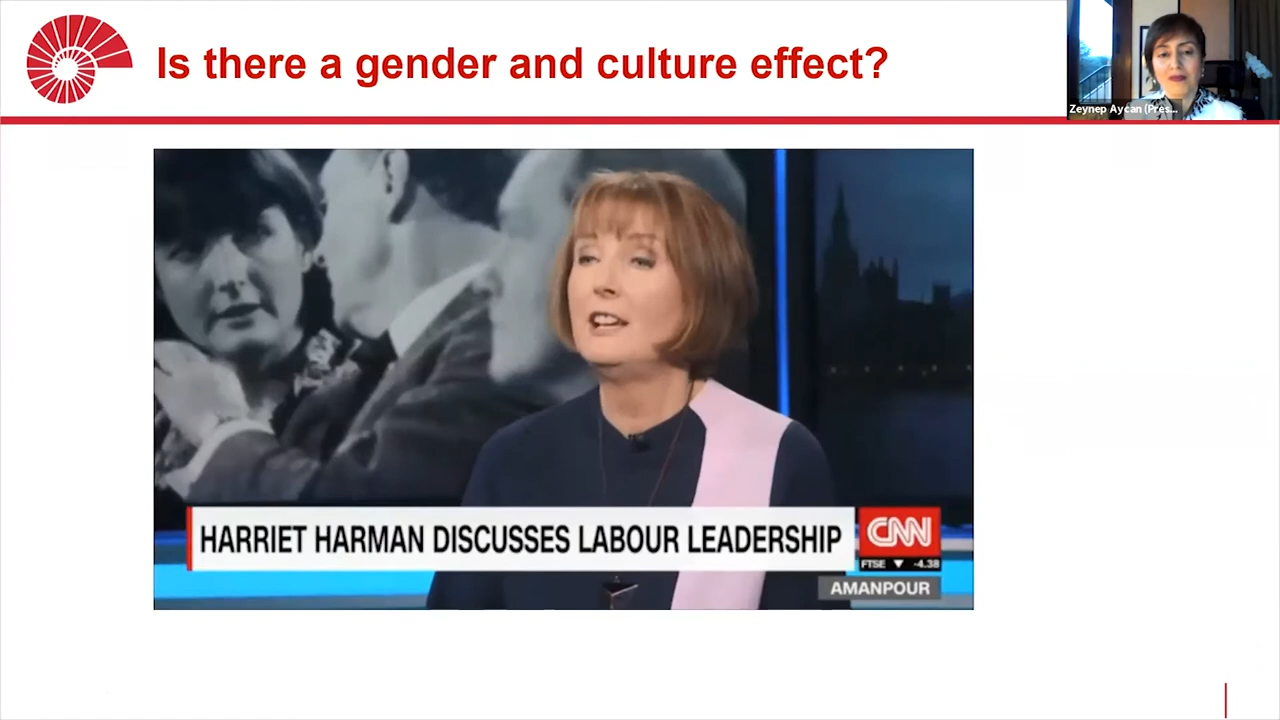 Is there a gender and culture effect?
Zeynep Aycan (Pres...
HARRIET HARMAN DISCUSSES LABOUR LEADERSHIP
CNN
FTSE ▼ -4.38
AMANPOUR